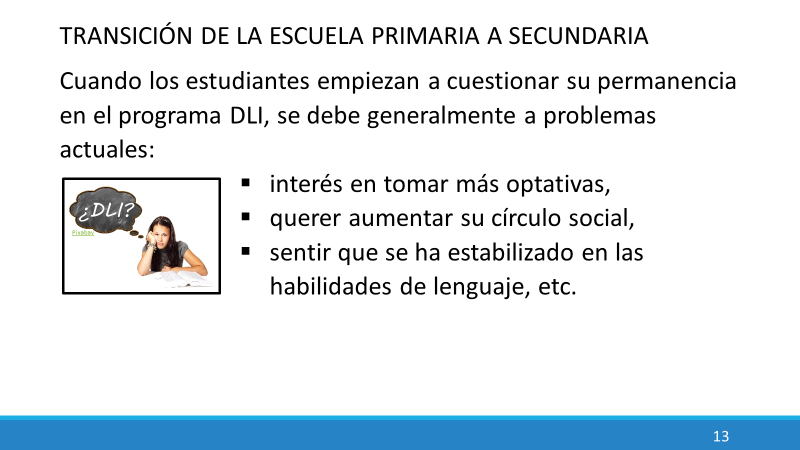 TRANSICIÓN DE LA ESCUELA PRIMARIA A SECUNDARIA
Cuando los estudiantes empiezan a cuestionar su permanencia
en el programa DLI, se debe generalmente a problemas
actuales:
▪ interés en tomar más optativas,
▪ querer aumentar su círculo social,
▪ sentir que se ha estabilizado en las
habilidades de lenguaje, etc.
¿DLI?
Pixabay
13